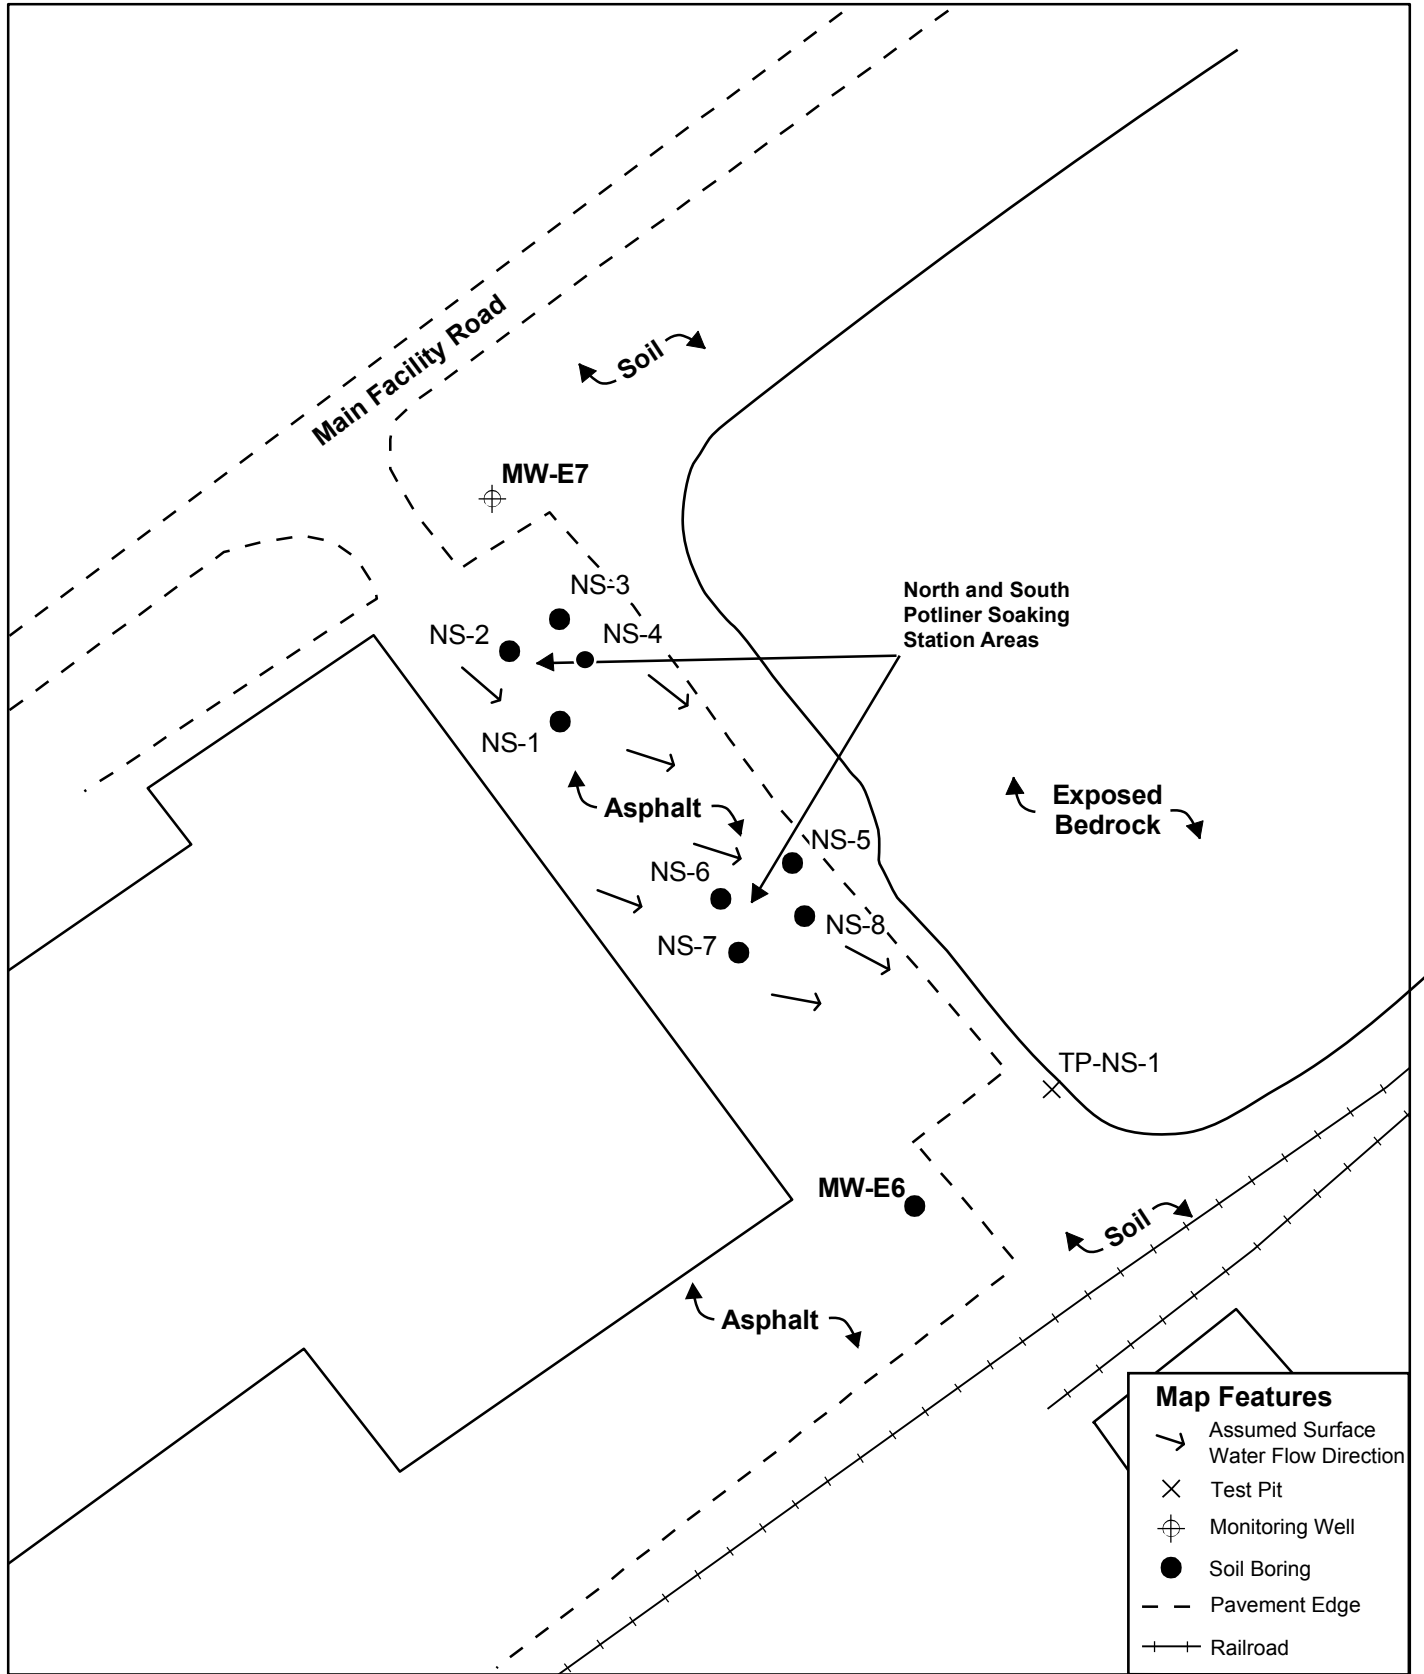 Main Facility Road
Soil
MW-E7
NS-3
NS-2
NS-4
North and South
Potliner Soaking
Station Areas
NS-1
Asphalt
Exposed
Bedrock
NS-5
NS-6
NS-8
NS-7
TP-NS-1
MW-E6
Soil
Asphalt
Map Features
Assumed Surface
Water Flow Direction
Test Pit
Monitoring Well
Soil Boring
Pavement Edge
Railroad